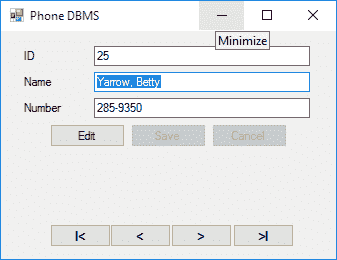 Phone DBMS
Minimize
ID 25
Name Yarrow, Betty
Number 285-9350
Edit Save Cancel
I< < > >I